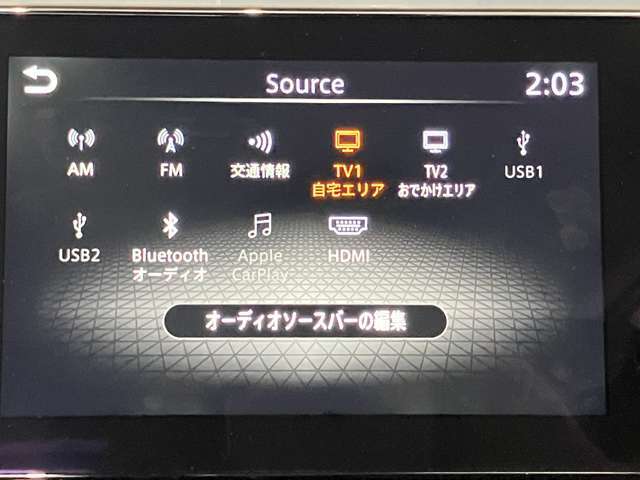 Source
2:03
AM
FM
交通情報
TV1
自宅エリア
TV2
おでかけエリア
USB1
USB2
Bluetooth
オーディオ
Apple
CarPlay
HDMI
オーディオソースバーの編集